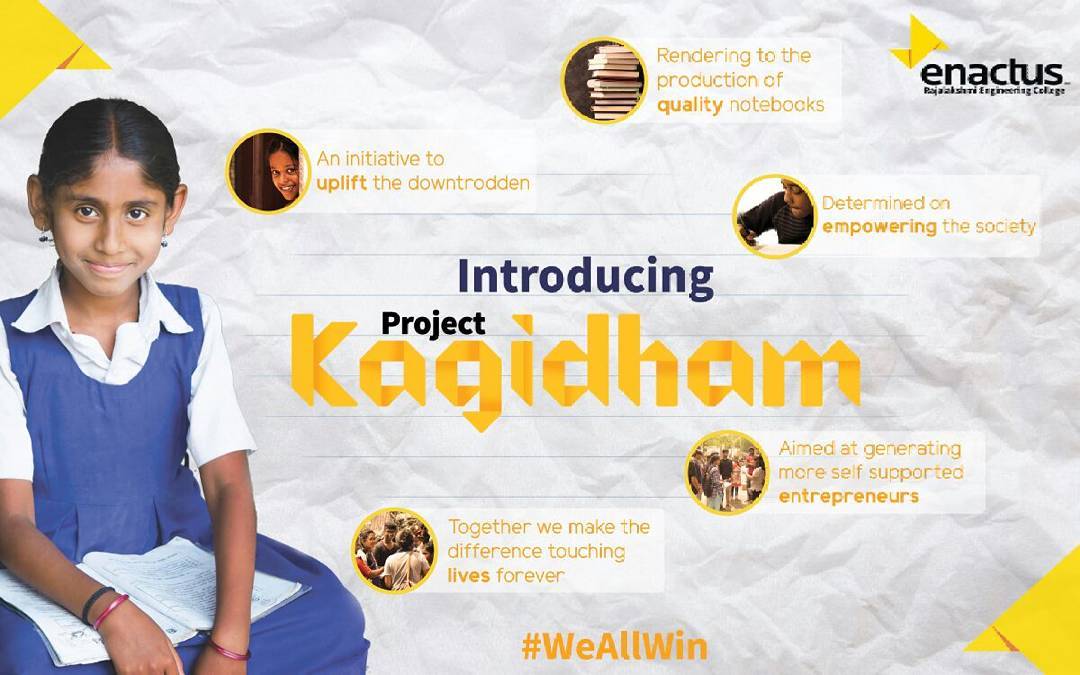 enactus
Rajalakshmi Engineering College
Rendering to the
production of
quality notebooks
An initiative to
uplift the downtrodden
Determined on
empowering the society
Introducing
Project
Kagidham
Aimed at generating
more self supported
entrepreneurs
Together we make the
difference touching
lives forever
#WeAllWin